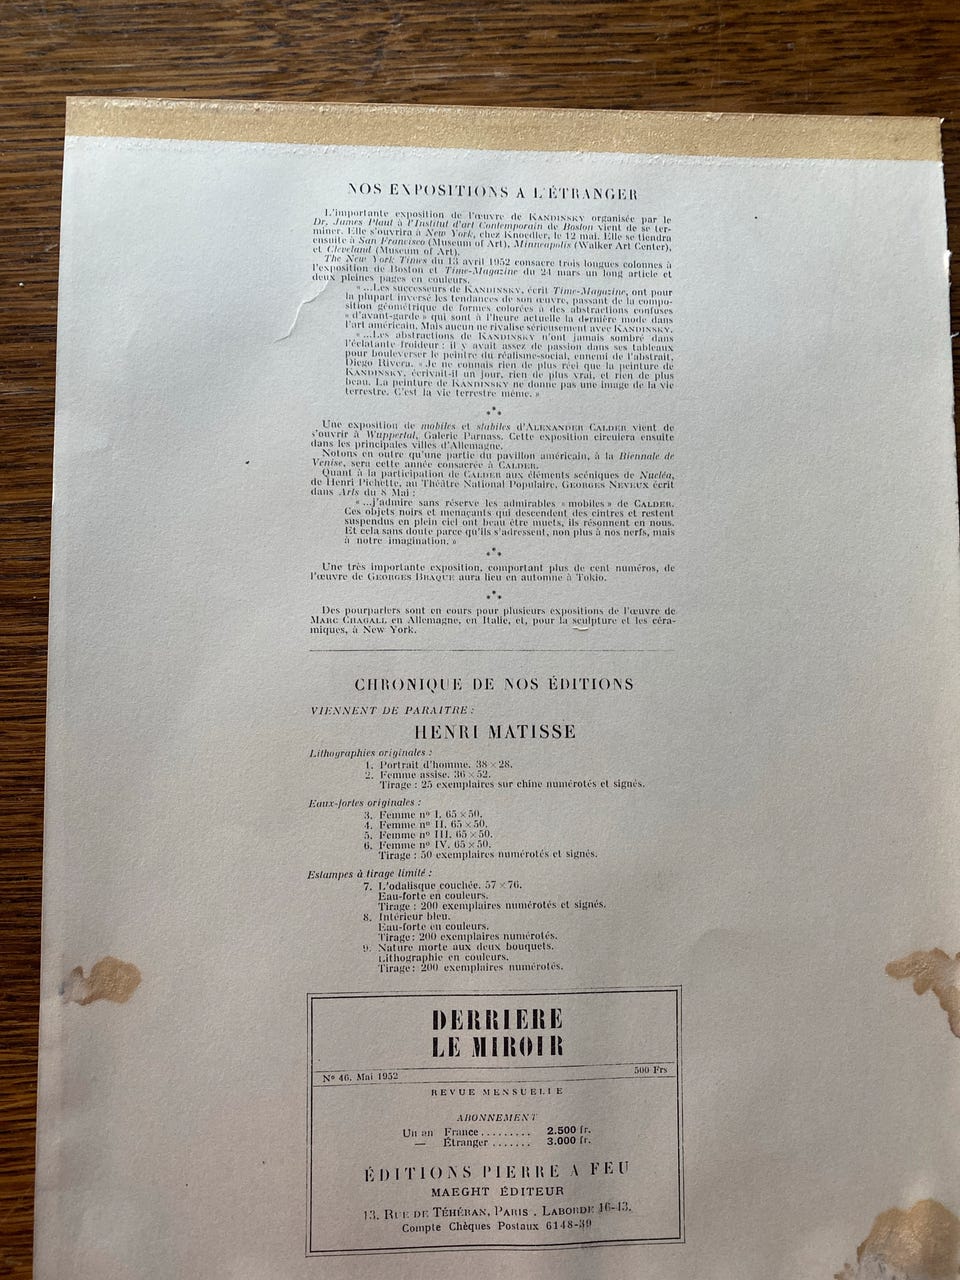 NOS EXPOSITIONS A L'ÉTRANGER
L'importante exposition de l'œuvre de KANDINSKY organisée par le
Dr. James Plaut à l'Institut d'art Contemporain de Boston vient de se ter-
miner. Elle s'ouvrira à New York, chez Knoedler, le 12 mai. Elle se tiendra
ensuite à San Francisco (Museum of Art), Minneapolis (Walker Art Center),
et Cleveland (Museum of Art).
The New York Times du 13 avril 1952 consacre trois longues colonnes à
l'exposition de Boston et Time-Magazine du 24 mars un long article et
deux pleines pages en couleurs.
« ...Les successeurs de KANDINSKY, écrit Time-Magazine, ont pour
la plupart inversé les tendances de son œuvre, passant de la compo-
sition géométrique de formes colorées à des abstractions confuses
« d'avant-garde » qui sont à l'heure actuelle la dernière mode dans
l'art américain. Mais aucun ne rivalise sérieusement avec KANDINSKY.
« ...Les abstractions de KANDINSKY n'ont jamais sombré dans
l'éclatante froideur : il y avait assez de passion dans ses tableaux
pour bouleverser le peintre du réalisme-social, ennemi de l'abstrait,
Diego Rivera. « Je ne connais rien de plus réel que la peinture de
KANDINSKY, écrivait-il un jour, rien de plus vrai, et rien de plus
beau. La peinture de KANDINSKY ne donne pas une image de la vie
terrestre. C'est la vie terrestre même. »
Une exposition de mobiles et stabiles d'ALEXANDER CALDER vient de
s'ouvrir à Wuppertal, Galerie Parnass. Cette exposition circulera ensuite
dans les principales villes d'Allemagne.
Notons en outre qu'une partie du pavillon américain, à la Biennale de
Venise, sera cette année consacrée à CALDER.
Quant à la participation de CALDER aux éléments scéniques de Nucléa,
de Henri Pichette, au Théâtre National Populaire, GEORGES NEVEUX écrit
dans Arts du 8 Mai :
« ...j'admire sans réserve les admirables « mobiles » de CALDER.
Ces objets noirs et menaçants qui descendent des cintres et restent
suspendus en plein ciel ont beau être muets, ils résonnent en nous.
Et cela sans doute parce qu'ils s'adressent, non plus à nos nerfs, mais
à notre imagination. »
Une très importante exposition, comportant plus de cent numéros, de
l'œuvre de GEORGES BRAQUE aura lieu en automne à Tokio.
Des pourparlers sont en cours pour plusieurs expositions de l'œuvre de
MARC CHAGALL en Allemagne, en Italie, et, pour la sculpture et les céra-
miques, à New York.
CHRONIQUE DE NOS ÉDITIONS
VIENNENT DE PARAITRE :
HENRI MATISSE
Lithographies originales :
1. Portrait d'homme. 38 × 28.
2. Femme assise. 36 × 52.
Tirage : 25 exemplaires sur chine numérotés et signés.
Eaux-fortes originales :
3. Femme nº I. 65 × 50.
4. Femme nº II. 65 × 50.
5. Femme nº III. 65 × 50.
6. Femme nº IV. 65 × 50.
Tirage : 50 exemplaires numérotés et signés.
Estampes à tirage limité :
7. L'odalisque couchée. 57 × 76.
Eau-forte en couleurs.
Tirage : 200 exemplaires numérotés et signés.
8. Intérieur bleu.
Eau-forte en couleurs.
Tirage : 200 exemplaires numérotés.
9. Nature morte aux deux bouquets.
Lithographie en couleurs.
Tirage : 200 exemplaires numérotés.
DERRIERE
LE MIROIR
Nº 46. Mai 1952 500 Frs
REVUE MENSUELLE
ABONNEMENT
Un an France ......... 2.500 fr.
— Étranger ....... 3.000 fr.
ÉDITIONS PIERRE A FEU
MAEGHT ÉDITEUR
13, RUE DE TÉHÉRAN, PARIS . LABORDE 16-43.
Compte Chèques Postaux 6148-39